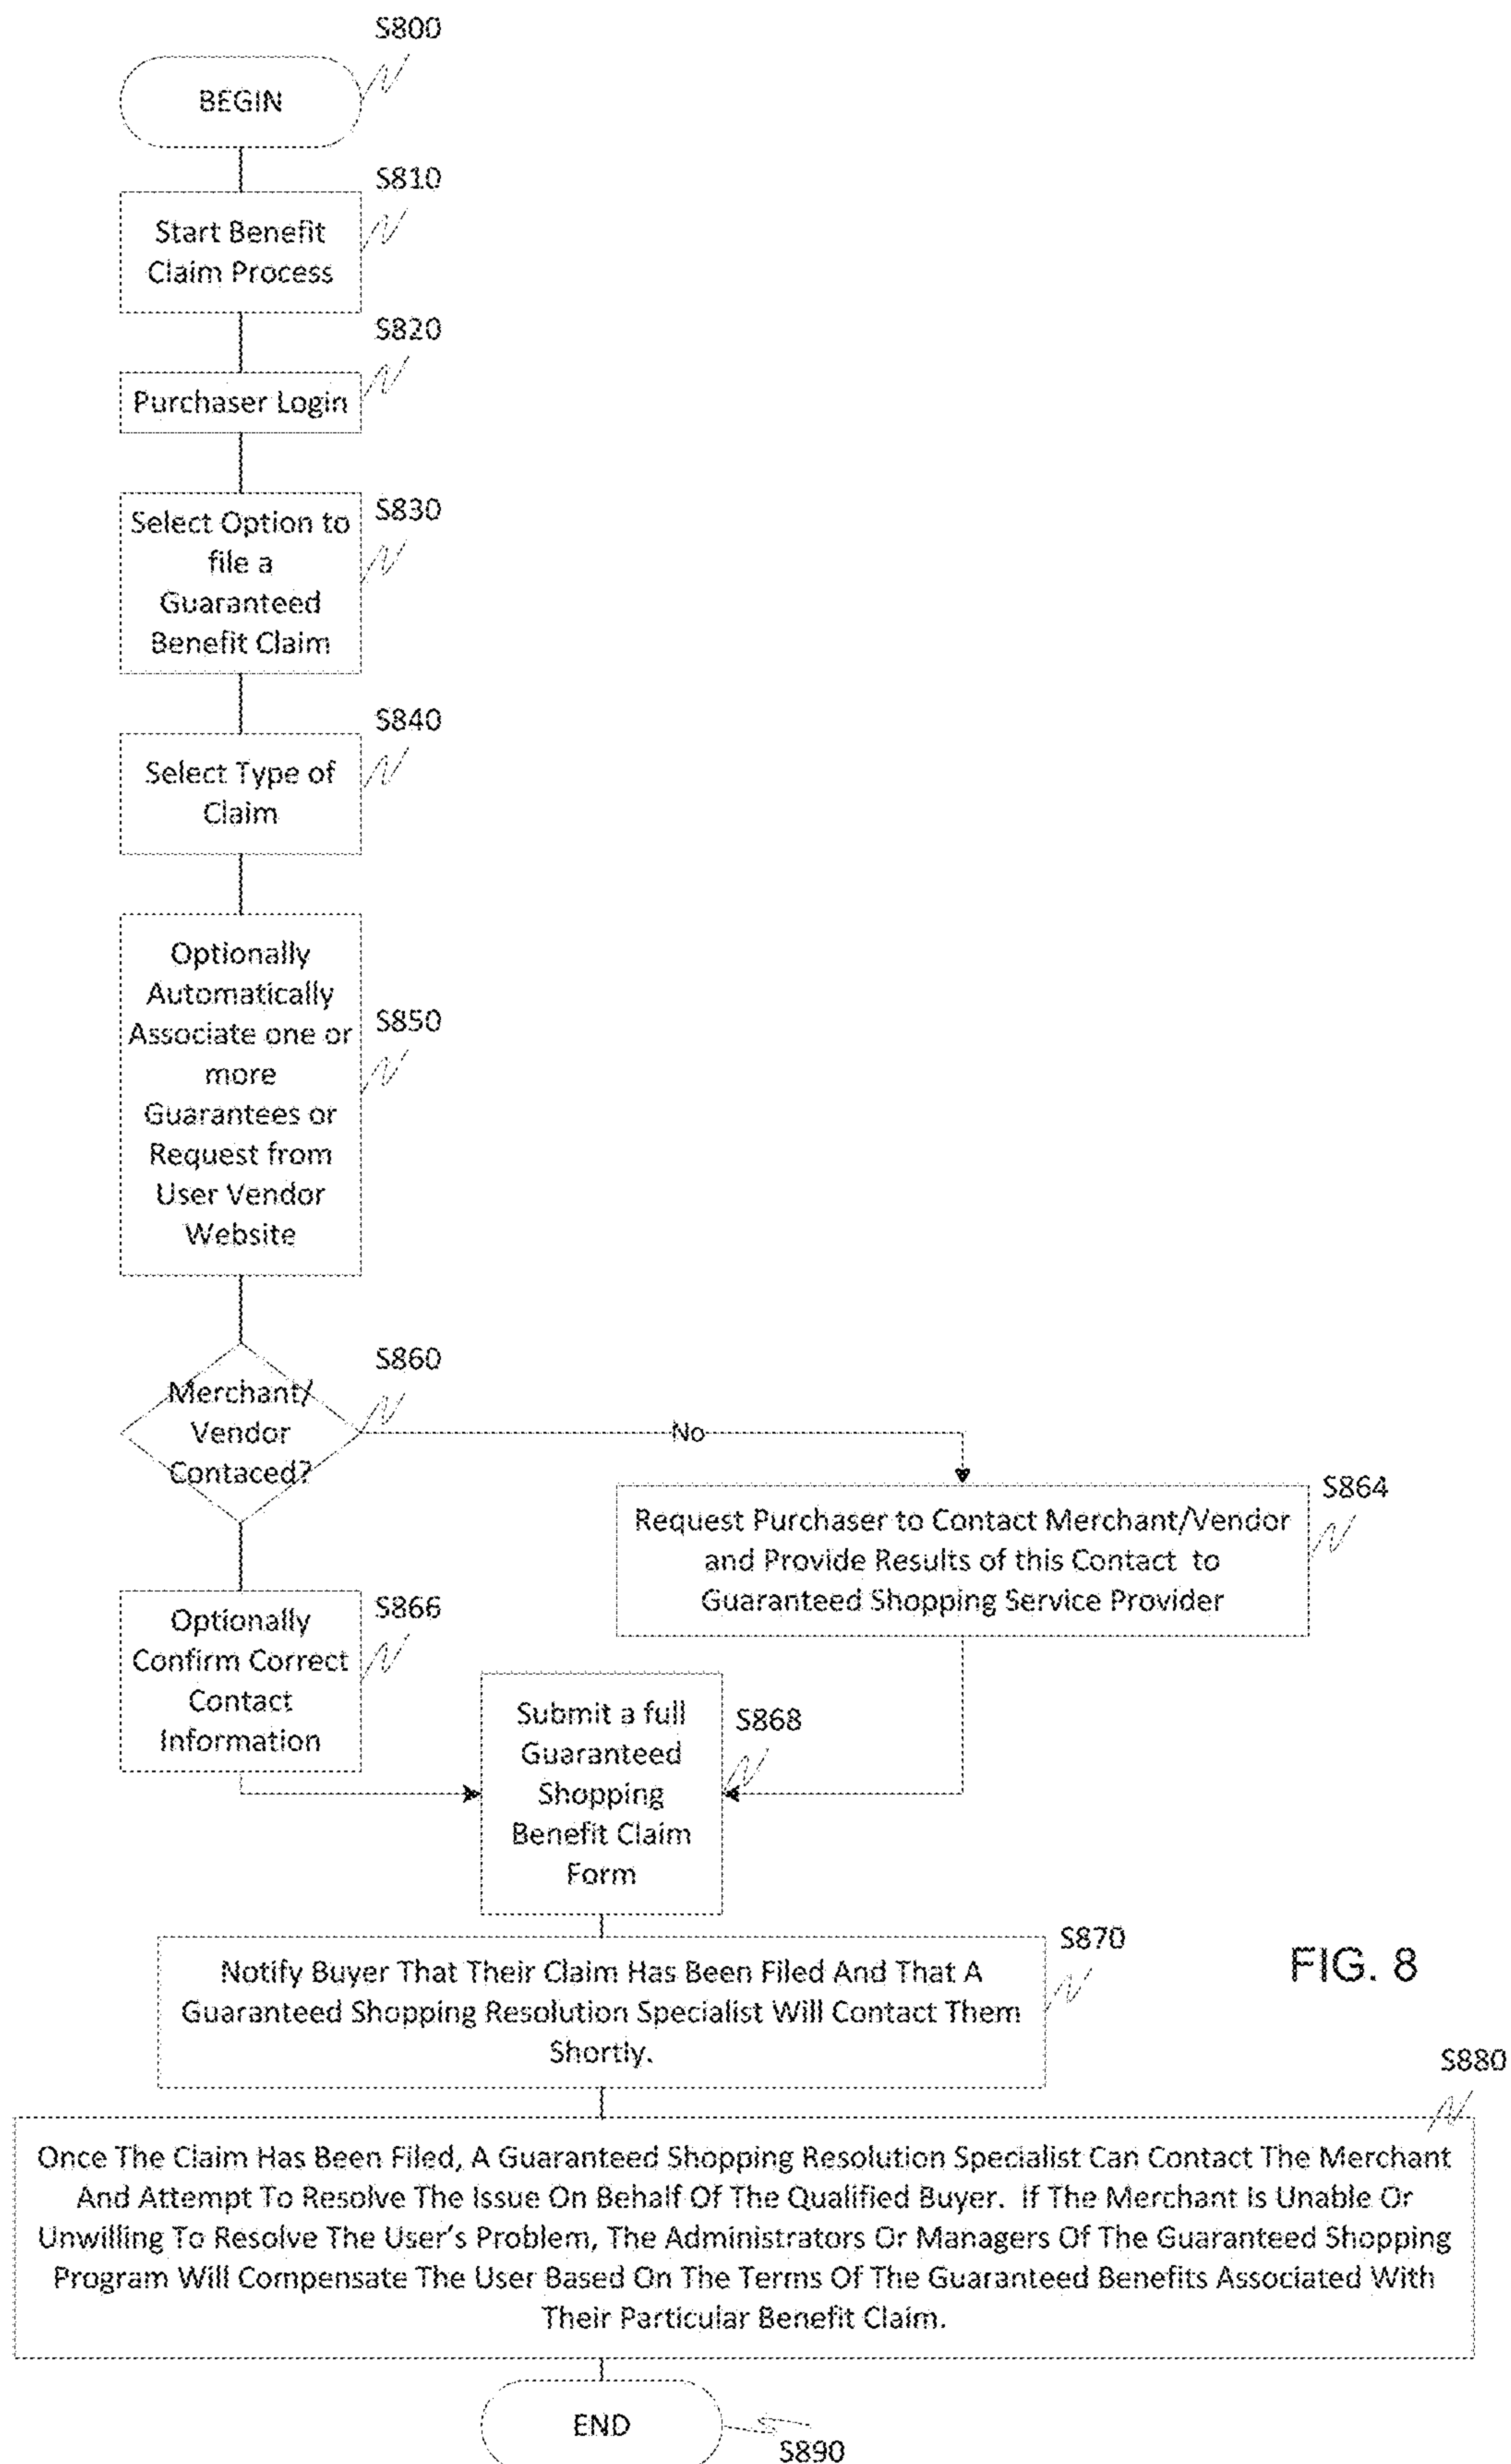 S800
BEGIN
S810
Start Benefit
Claim Process
S820
Purchaser Login
S830
Select Option to
file a
Guaranteed
Benefit Claim
S840
Select Type of
Claim
Optionally
Automatically
Associate one or
more
Guarantees or
Request from
User Vendor
Website
S850
S860
Merchant/
Vendor
Contaced?
No
S864
Request Purchaser to Contact Merchant/Vendor
and Provide Results of this Contact to
Guaranteed Shopping Service Provider
S866
Optionally
Confirm Correct
Contact
Information
S868
Submit a full
Guaranteed
Shopping
Benefit Claim
Form
S870
Notify Buyer That Their Claim Has Been Filed And That A
Guaranteed Shopping Resolution Specialist Will Contact Them
Shortly.
FIG. 8
S880
Once The Claim Has Been Filed, A Guaranteed Shopping Resolution Specialist Can Contact The Merchant
And Attempt To Resolve The Issue On Behalf Of The Qualified Buyer. If The Merchant Is Unable Or
Unwilling To Resolve The User's Problem, The Administrators Or Managers Of The Guaranteed Shopping
Program Will Compensate The User Based On The Terms Of The Guaranteed Benefits Associated With
Their Particular Benefit Claim.
END
S890